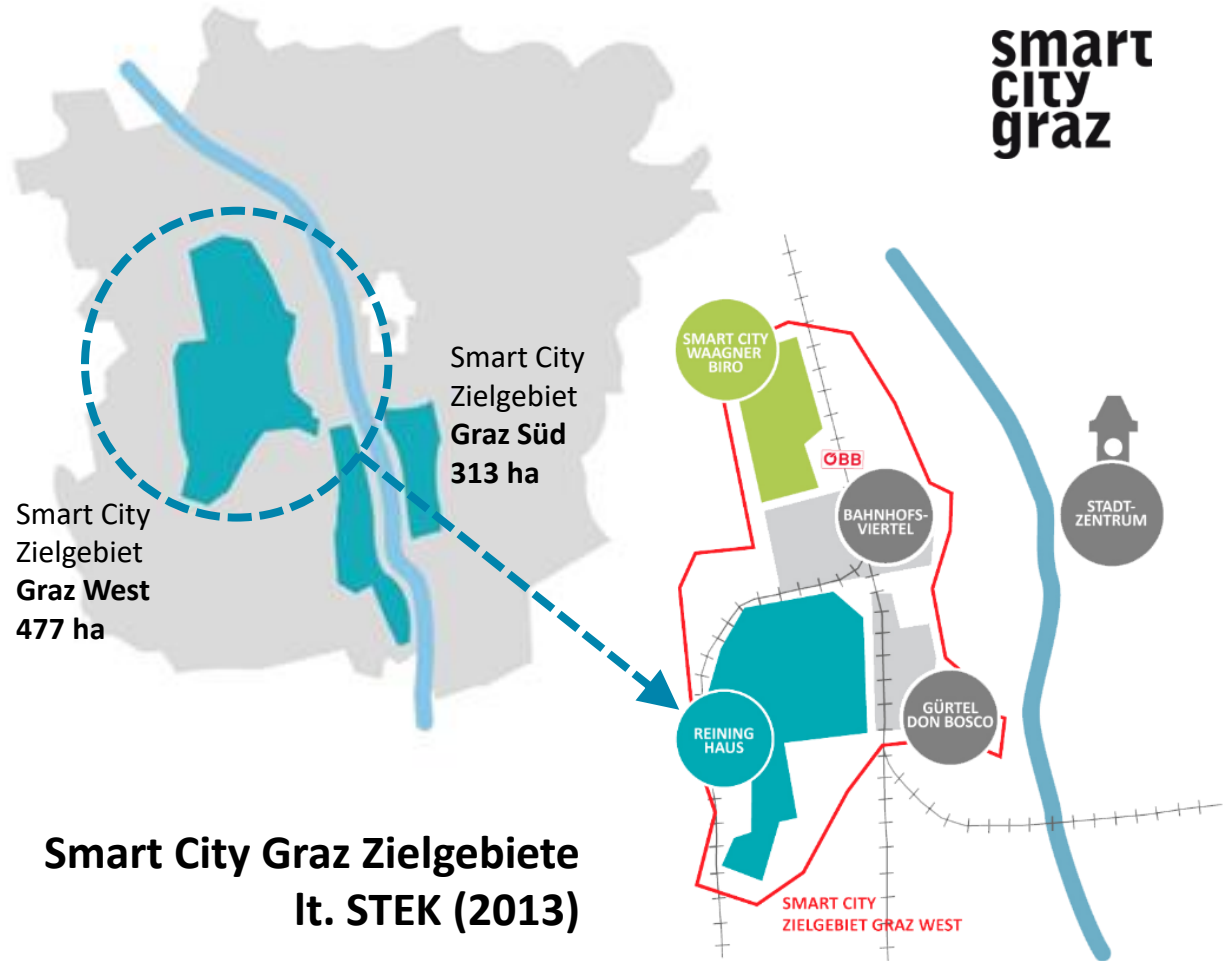 smart
city
graz
Smart City
Zielgebiet
Graz Süd
313 ha
Smart City
Zielgebiet
Graz West
477 ha
SMART CITY
WAAGNER
BIRO
ÖBB
BAHNHOFS-
VIERTEL
STADT-
ZENTRUM
REINING
HAUS
GÜRTEL
DON BOSCO
SMART CITY
ZIELGEBIET GRAZ WEST
Smart City Graz Zielgebiete
lt. STEK (2013)